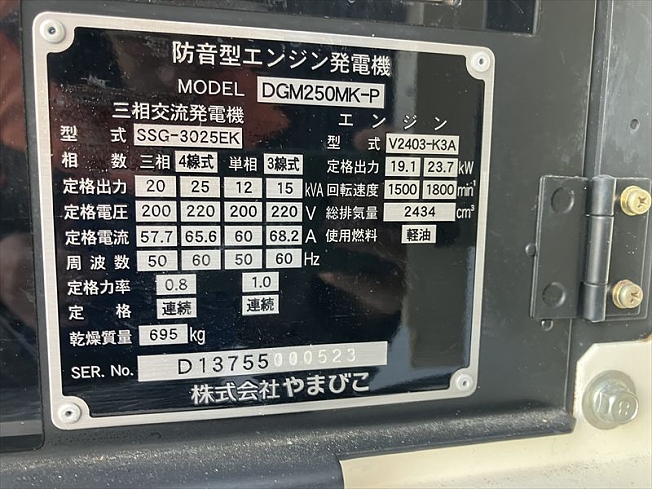 防音型エンジン発電機
MODEL DGM250MK-P
三相交流発電機
型式 SSG-3025EK
相数 三相 4線式 単相 3線式
定格出力 20 25 12 15 kVA
定格電圧 200 220 200 220 V
定格電流 57.7 65.6 60 68.2 A
周波数 50 60 50 60 Hz
定格力率 0.8 1.0
定格 連続 連続
乾燥質量 695 kg
エンジン
型式 V2403-K3A
定格出力 19.1 23.7 kW
回転速度 1500 1800 min⁻¹
総排気量 2434 cm³
使用燃料 軽油
SER. No. D13755000523
株式会社やまびこ
8